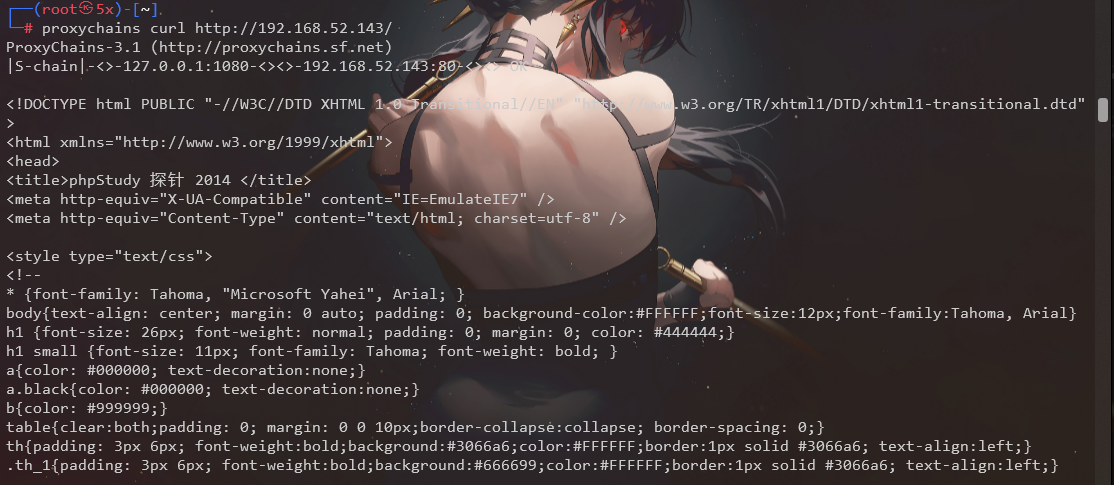 ┌──(root㉿5x)-[~]
└─# proxychains curl http://192.168.52.143/
ProxyChains-3.1 (http://proxychains.sf.net)
|S-chain|-<>-127.0.0.1:1080-<><>-192.168.52.143:80-<><>-OK
<!DOCTYPE html PUBLIC "-//W3C//DTD XHTML 1.0 Transitional//EN" "http://www.w3.org/TR/xhtml1/DTD/xhtml1-transitional.dtd"
>
<html xmlns="http://www.w3.org/1999/xhtml">
<head>
<title>phpStudy 探针 2014 </title>
<meta http-equiv="X-UA-Compatible" content="IE=EmulateIE7" />
<meta http-equiv="Content-Type" content="text/html; charset=utf-8" />
<style type="text/css">
<!--
* {font-family: Tahoma, "Microsoft Yahei", Arial; }
body{text-align: center; margin: 0 auto; padding: 0; background-color:#FFFFFF;font-size:12px;font-family:Tahoma, Arial}
h1 {font-size: 26px; font-weight: normal; padding: 0; margin: 0; color: #444444;}
h1 small {font-size: 11px; font-family: Tahoma; font-weight: bold; }
a{color: #000000; text-decoration:none;}
a.black{color: #000000; text-decoration:none;}
b{color: #999999;}
table{clear:both;padding: 0; margin: 0 0 10px;border-collapse:collapse; border-spacing: 0;}
th{padding: 3px 6px; font-weight:bold;background:#3066a6;color:#FFFFFF;border:1px solid #3066a6; text-align:left;}
.th_1{padding: 3px 6px; font-weight:bold;background:#666699;color:#FFFFFF;border:1px solid #3066a6; text-align:left;}